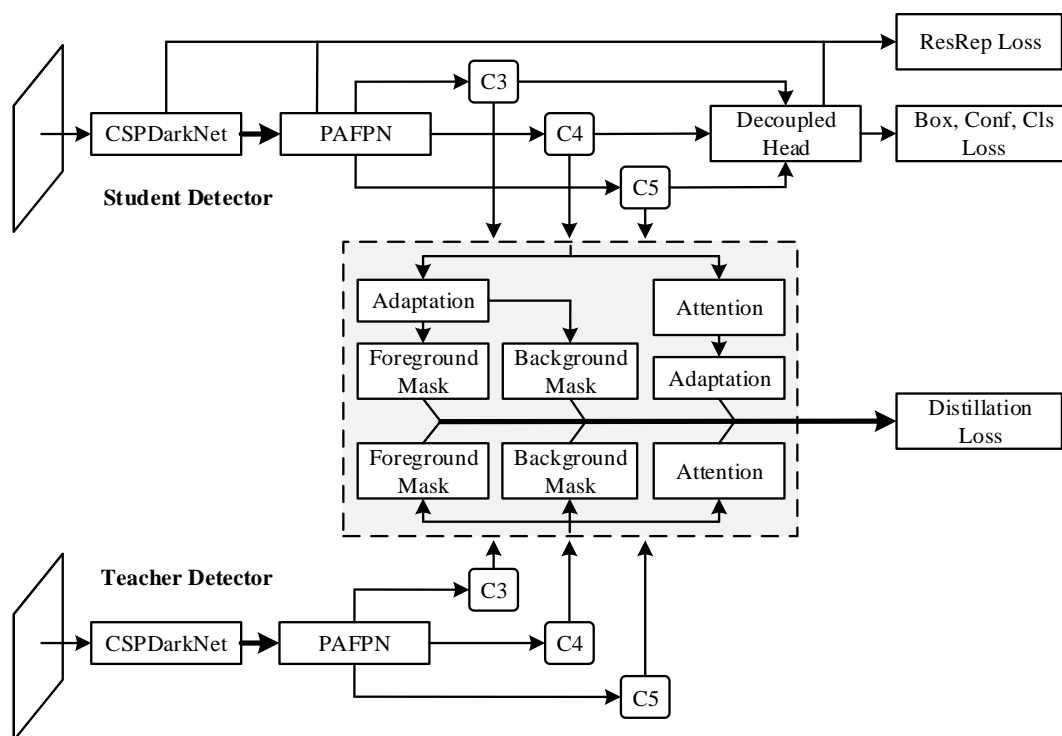 ResRep Loss
C3
CSPDarkNet
PAFPN
C4
Decoupled
Head
Box, Conf, Cls
Loss
C5
Student Detector
Adaptation
Attention
Foreground
Mask
Background
Mask
Adaptation
Distillation
Loss
Foreground
Mask
Background
Mask
Attention
Teacher Detector
C3
CSPDarkNet
PAFPN
C4
C5